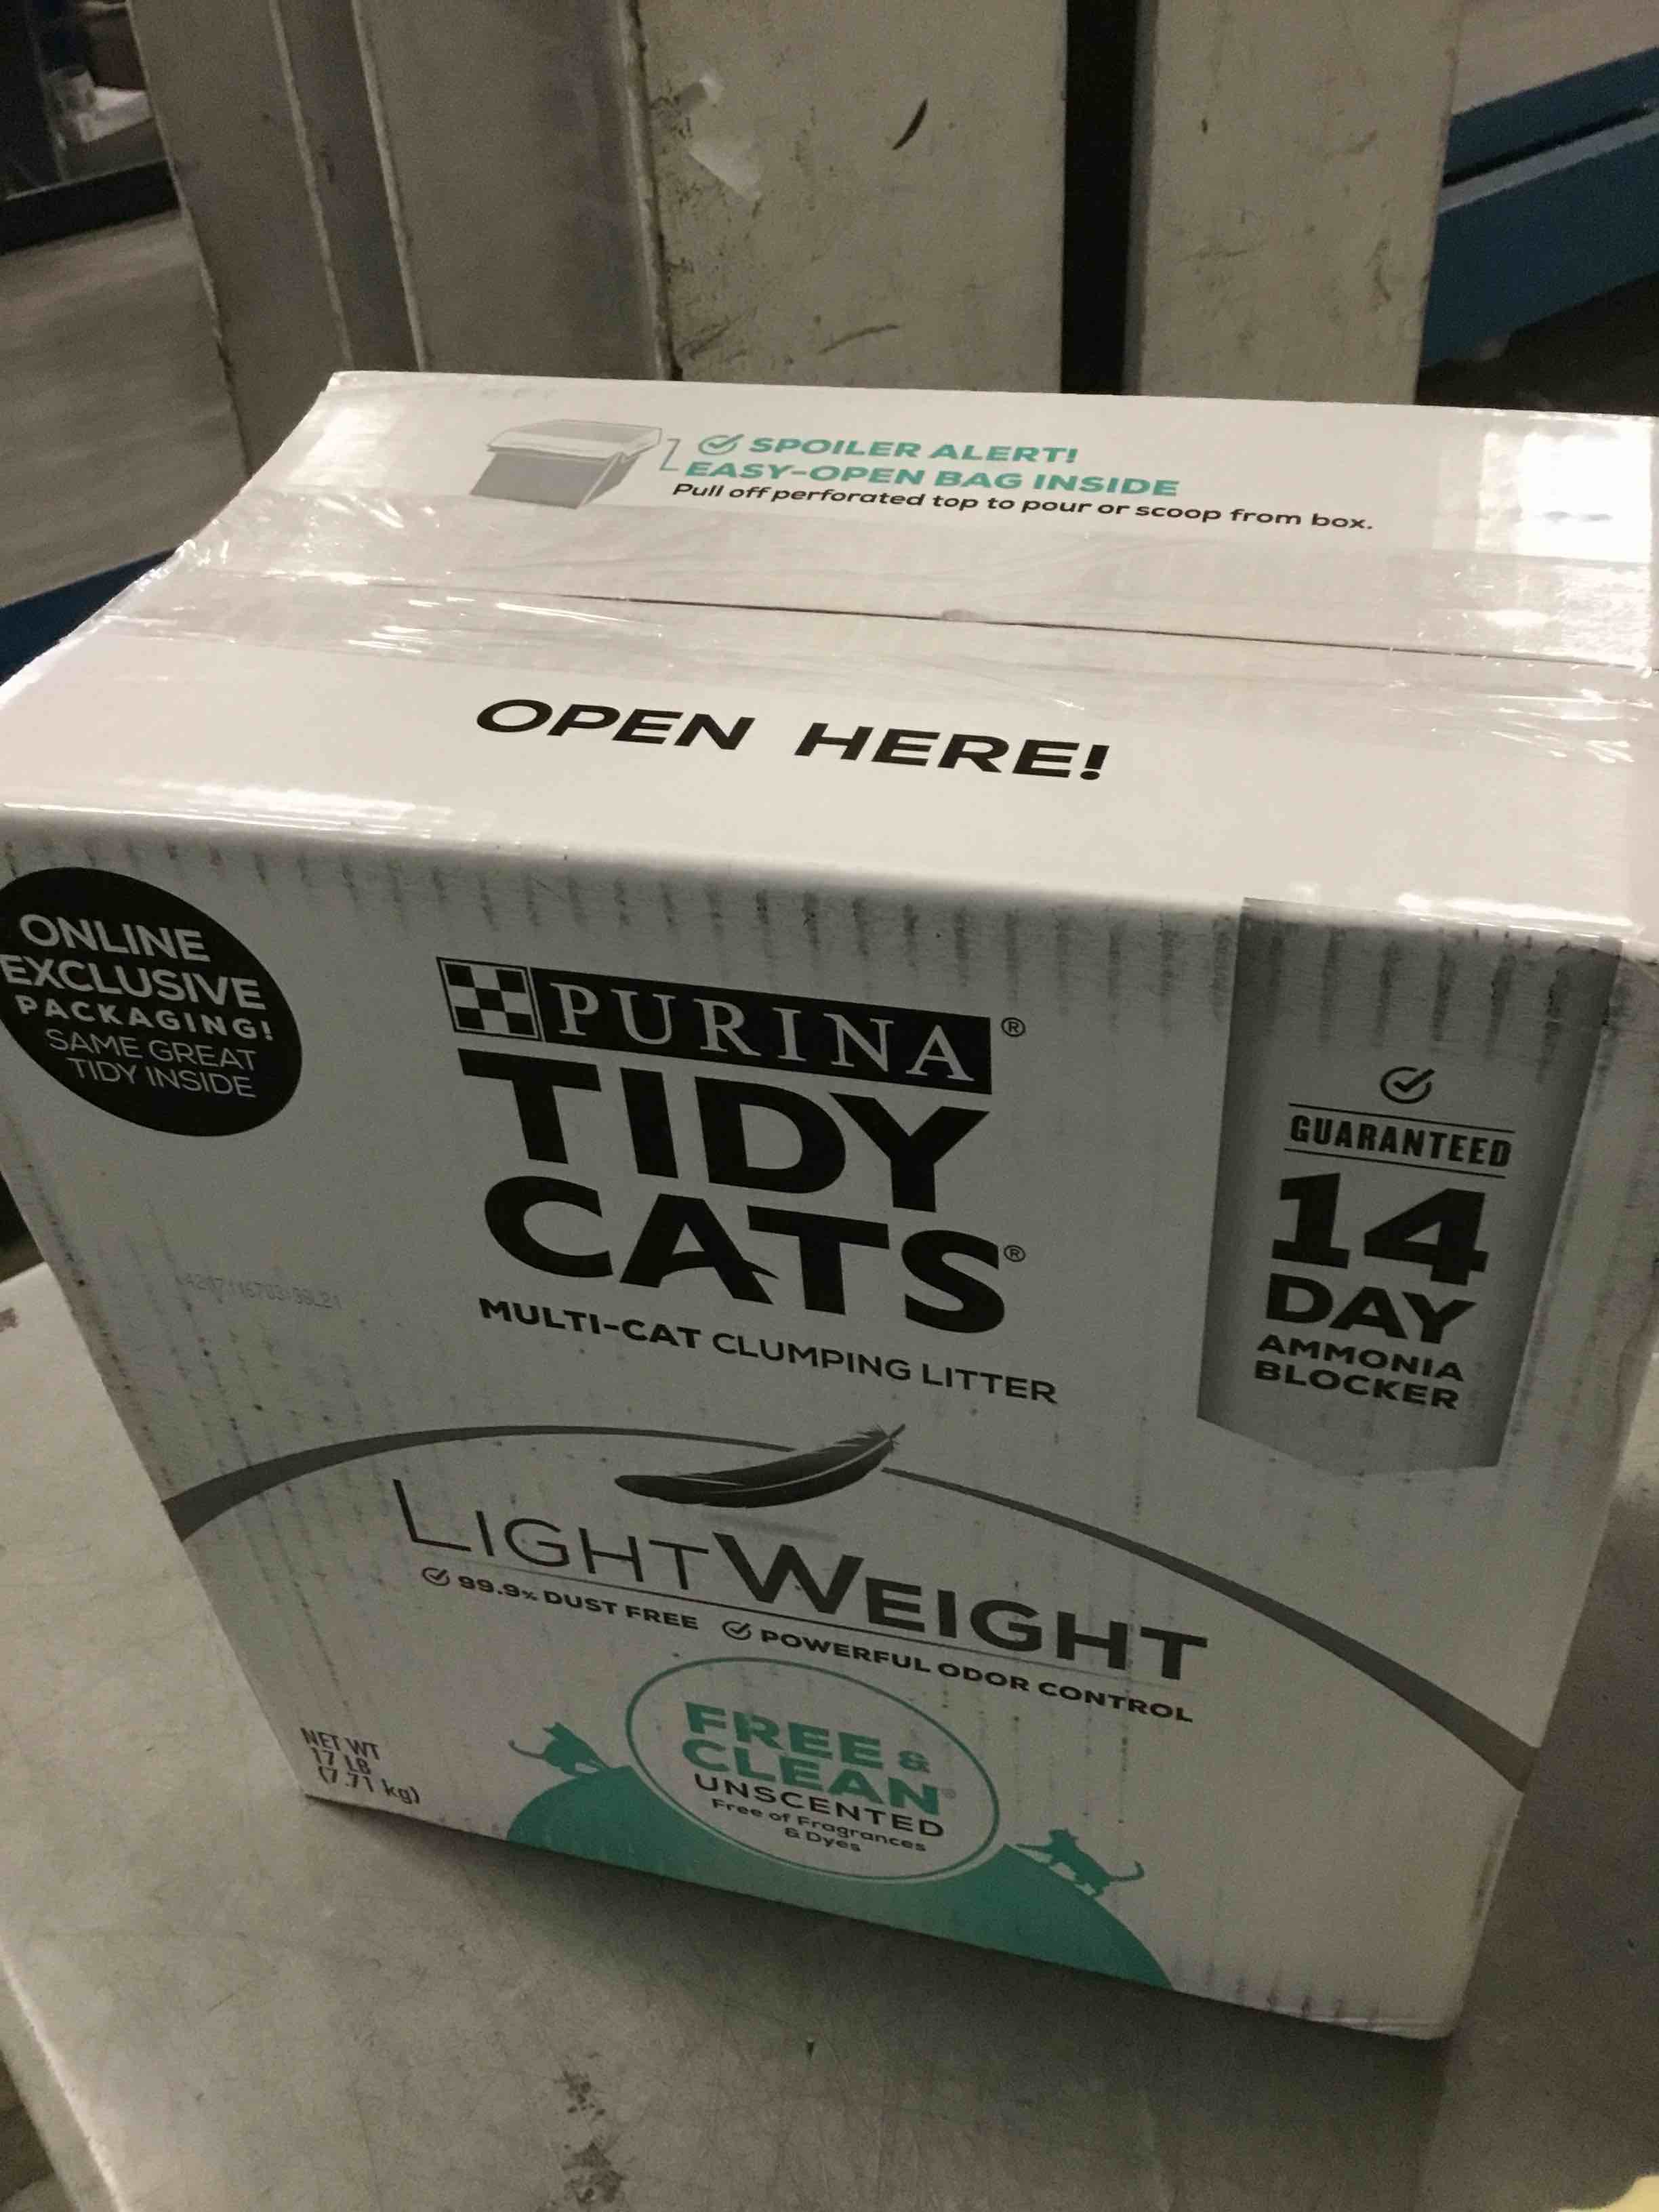 SPOILER ALERT!
EASY-OPEN BAG INSIDE
Pull off perforated top to pour or scoop from box.
OPEN HERE!
ONLINE
EXCLUSIVE
PACKAGING!
SAME GREAT
TIDY INSIDE
PURINA®
TIDY
CATS®
MULTI-CAT CLUMPING LITTER
GUARANTEED
14
DAY
AMMONIA
BLOCKER
LIGHTWEIGHT
99.9% DUST FREE POWERFUL ODOR CONTROL
FREE &
CLEAN®
UNSCENTED
Free of Fragrances
& Dyes
NET WT
17 LB
(7.71 kg)